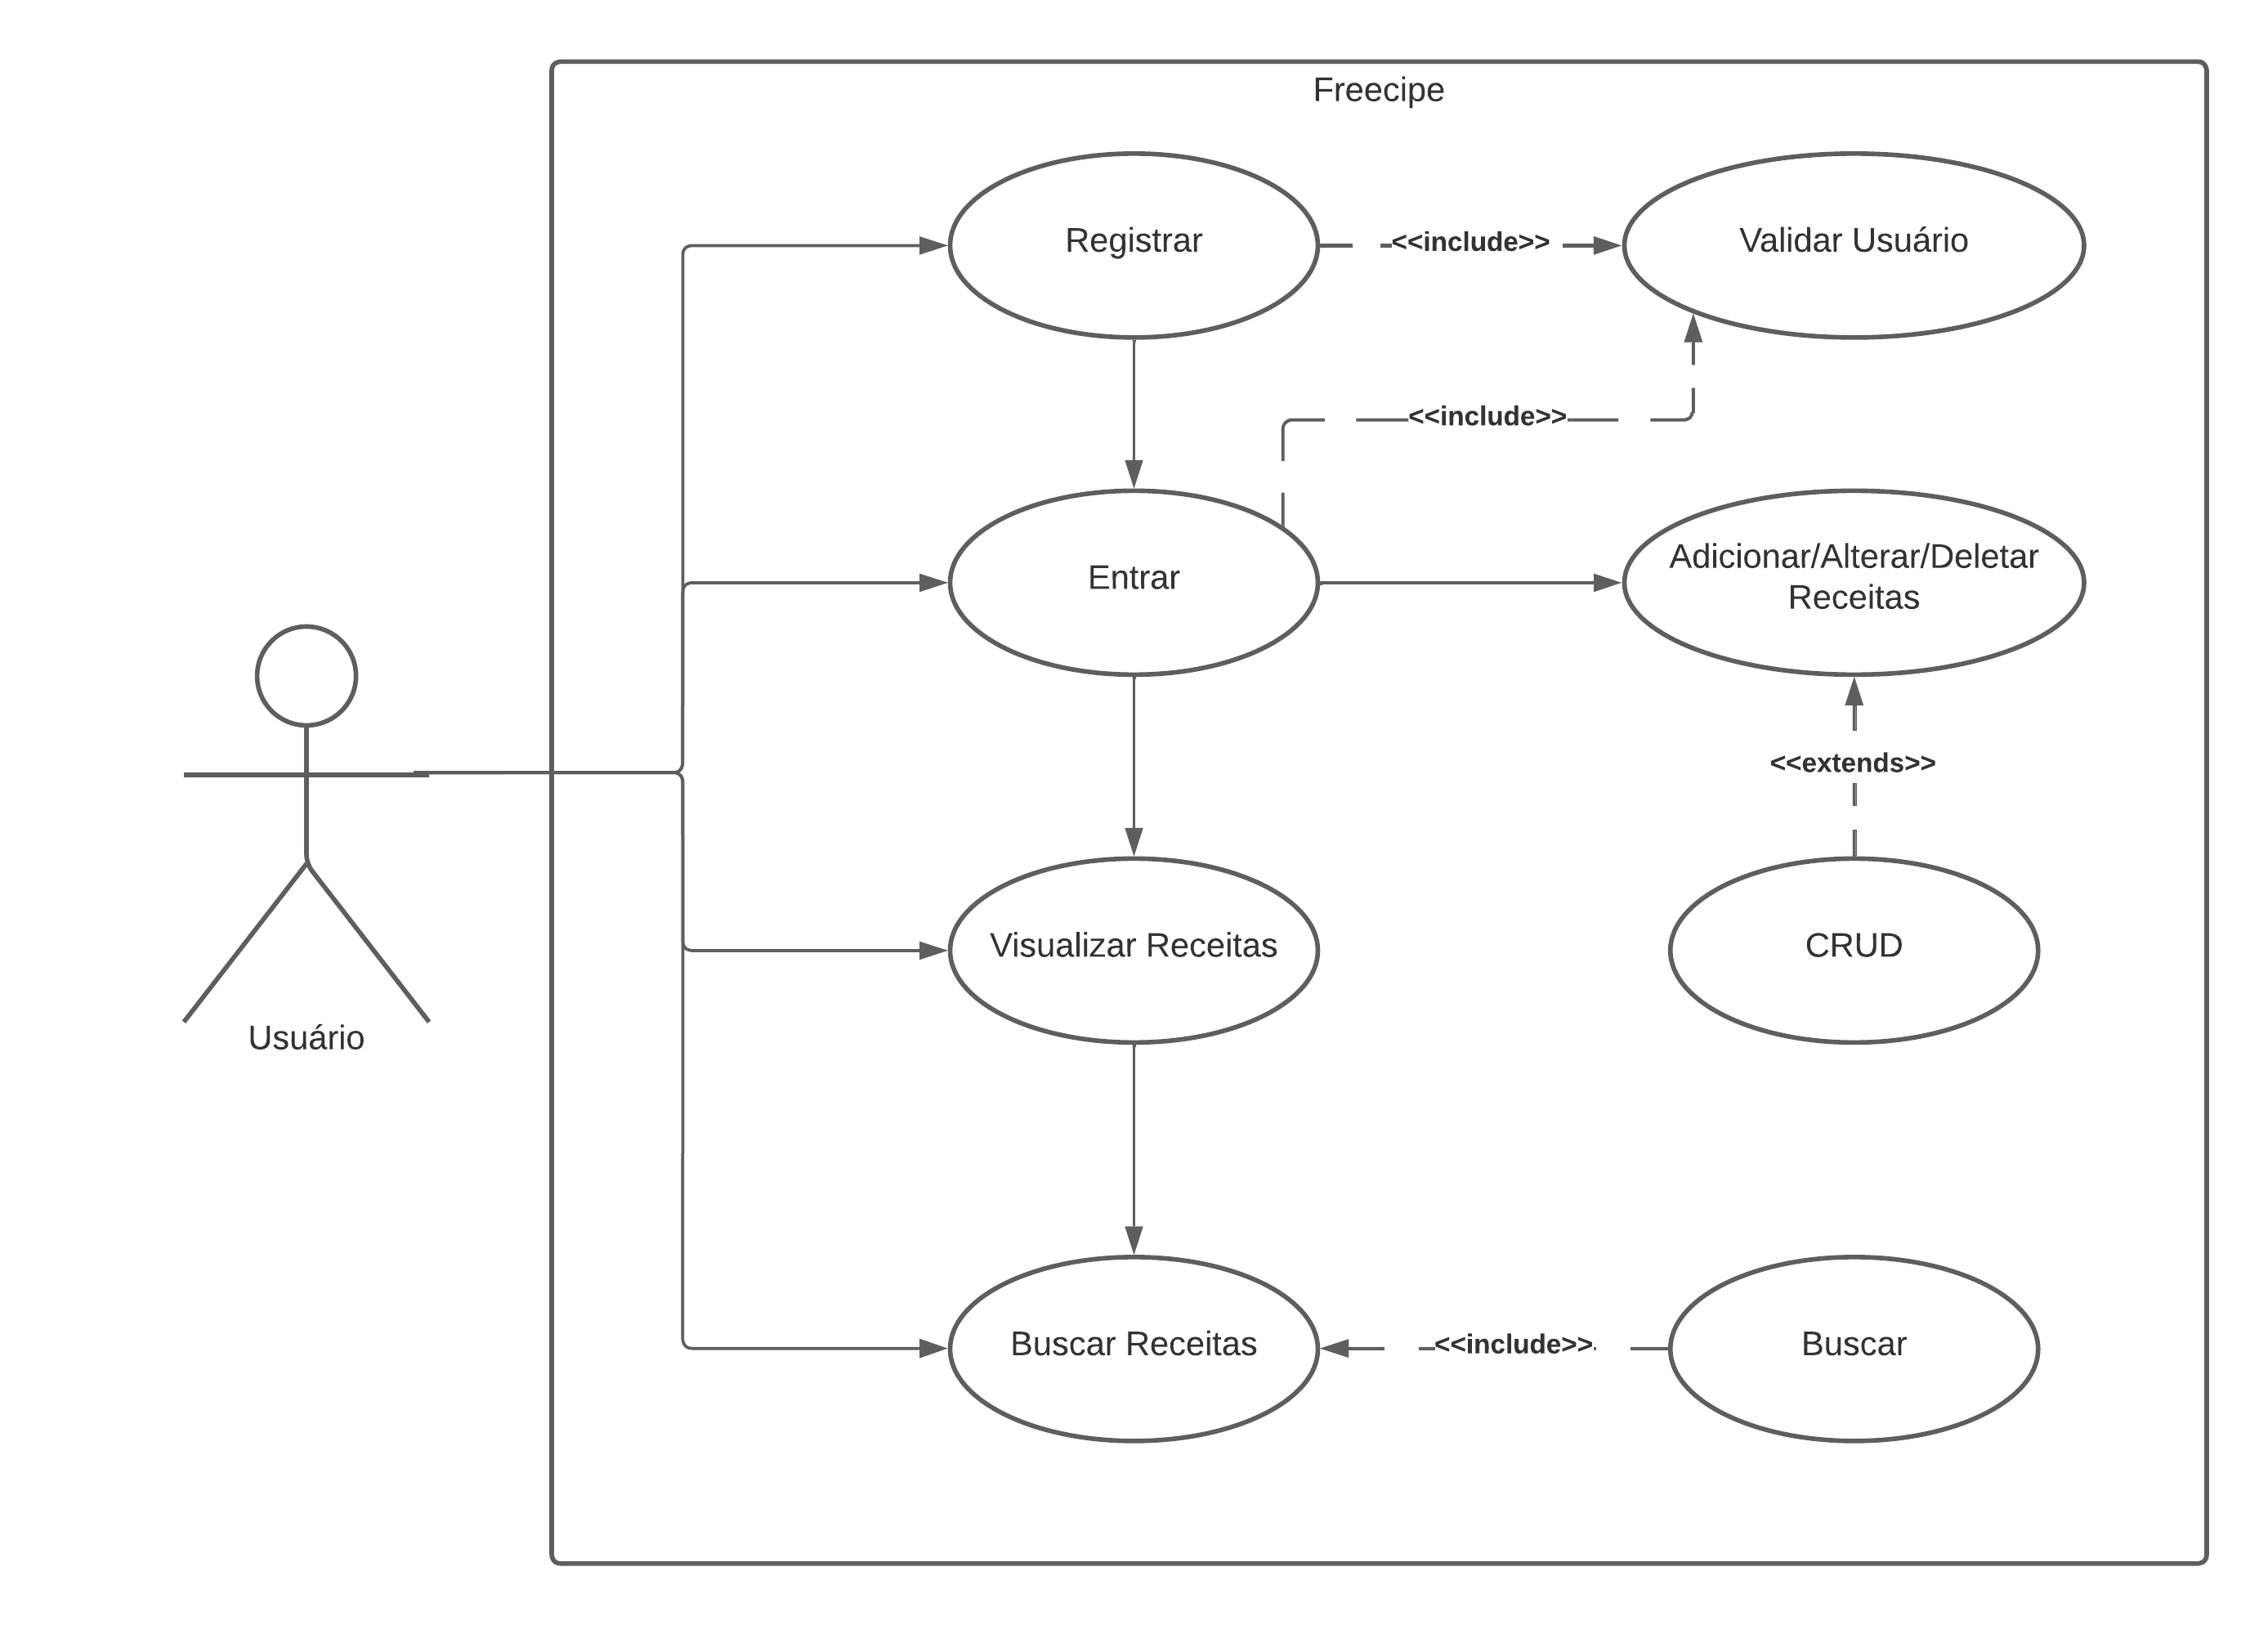 Freecipe
Registrar
<<include>>
Validar Usuário
<<include>>
Entrar
Adicionar/Alterar/Deletar
Receitas
<<extends>>
Visualizar Receitas
CRUD
Usuário
Buscar Receitas
<<include>>
Buscar